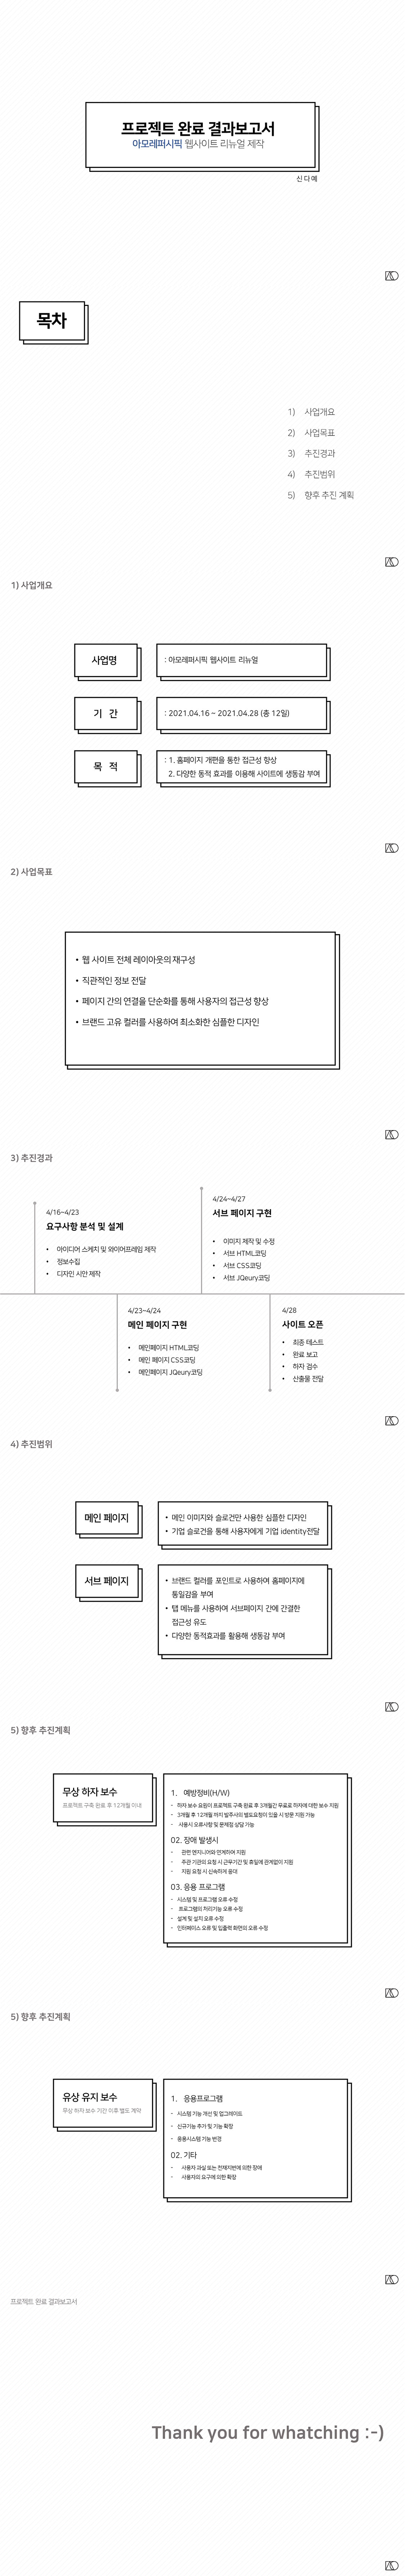 프로젝트 완료 결과보고서
아모레퍼시픽 웹사이트 리뉴얼 제작
신다예
목차
1) 사업개요
2) 사업목표
3) 추진경과
4) 추진범위
5) 향후 추진 계획
1) 사업개요
사업명
: 아모레퍼시픽 웹사이트 리뉴얼
기 간
: 2021.04.16 ~ 2021.04.28 (총 12일)
목 적
: 1. 홈페이지 개편을 통한 접근성 향상
2. 다양한 동적 효과를 이용해 사이트에 생동감 부여
2) 사업목표
• 웹 사이트 전체 레이아웃의 재구성
• 직관적인 정보 전달
• 페이지 간의 연결을 단순화를 통해 사용자의 접근성 향상
• 브랜드 고유 컬러를 사용하여 최소화한 심플한 디자인
3) 추진경과
4/16~4/23
요구사항 분석 및 설계
• 아이디어 스케치 및 와이어프레임 제작
• 정보수집
• 디자인 시안 제작
4/24~4/27
서브 페이지 구현
• 이미지 제작 및 수정
• 서브 HTML코딩
• 서브 CSS코딩
• 서브 JQeury코딩
4/23~4/24
메인 페이지 구현
• 메인페이지 HTML코딩
• 메인 페이지 CSS코딩
• 메인페이지 JQeury코딩
4/28
사이트 오픈
• 최종 테스트
• 완료 보고
• 하자 검수
• 산출물 전달
4) 추진범위
메인 페이지
• 메인 이미지와 슬로건만 사용한 심플한 디자인
• 기업 슬로건을 통해 사용자에게 기업 identity전달
서브 페이지
• 브랜드 컬러를 포인트로 사용하여 홈페이지에
통일감을 부여
• 탭 메뉴를 사용하여 서브페이지 간에 간결한
접근성 유도
• 다양한 동적효과를 활용해 생동감 부여
5) 향후 추진계획
무상 하자 보수
프로젝트 구축 완료 후 12개월 이내
1. 예방정비(H/W)
- 하자 보수 요원이 프로젝트 구축 완료 후 3개월간 무료로 하자에 대한 보수 지원
- 3개월 후 12개월 까지 발주사의 별도요청이 있을 시 방문 지원 가능
- 사용시 오류사항 및 문제점 상담 가능
02. 장애 발생시
- 관련 엔지니어와 연계하여 지원
- 주관 기관의 요청 시 근무기간 및 휴일에 관계없이 지원
- 지원 요청 시 신속하게 응대
03. 응용 프로그램
- 시스템 및 프로그램 오류 수정
- 프로그램의 처리기능 오류 수정
- 설계 및 설치 오류 수정
- 인터페이스 오류 및 입출력 화면의 오류 수정
5) 향후 추진계획
유상 유지 보수
무상 하자 보수 기간 이후 별도 계약
1. 응용프로그램
- 시스템 기능 개선 및 업그레이드
- 신규기능 추가 및 기능 확장
- 응용시스템 기능 변경
02. 기타
- 사용자 과실 또는 천재지변에 의한 장애
- 사용자의 요구에 의한 확장
프로젝트 완료 결과보고서
Thank you for whatching :-)